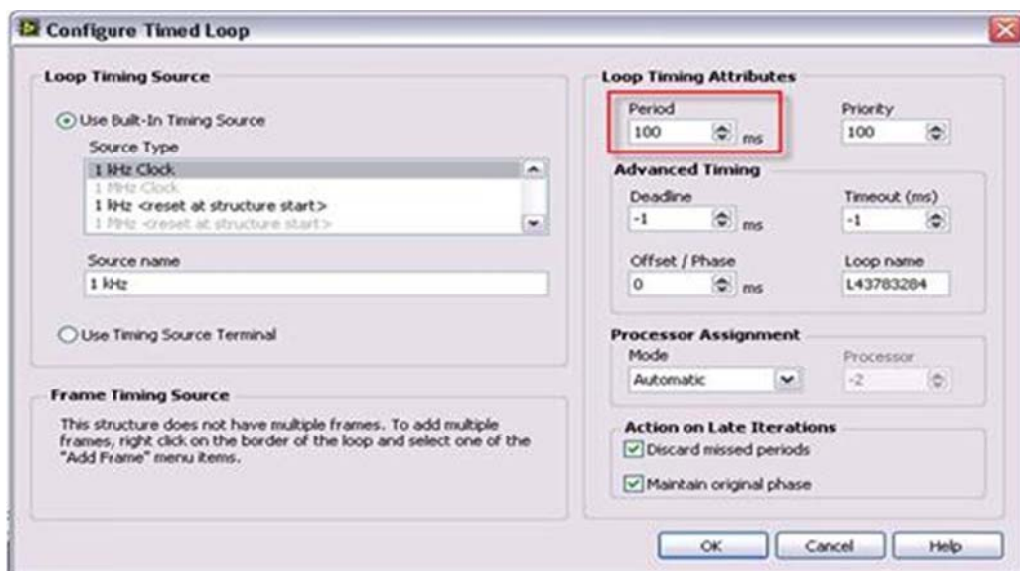 Configure Timed Loop
Loop Timing Source
Use Built-In Timing Source
Source Type
1 kHz Clock
1 MHz Clock
1 kHz <reset at structure start>
1 MHz <reset at structure start>
Source name
1 kHz
Use Timing Source Terminal
Frame Timing Source
This structure does not have multiple frames. To add multiple
frames, right click on the border of the loop and select one of the
"Add Frame" menu items.
Loop Timing Attributes
Period
100 ms
Priority
100
Advanced Timing
Deadline
-1 ms
Timeout (ms)
-1
Offset / Phase
0 ms
Loop name
L43783284
Processor Assignment
Mode
Automatic
Processor
-2
Action on Late Iterations
Discard missed periods
Maintain original phase
OK
Cancel
Help